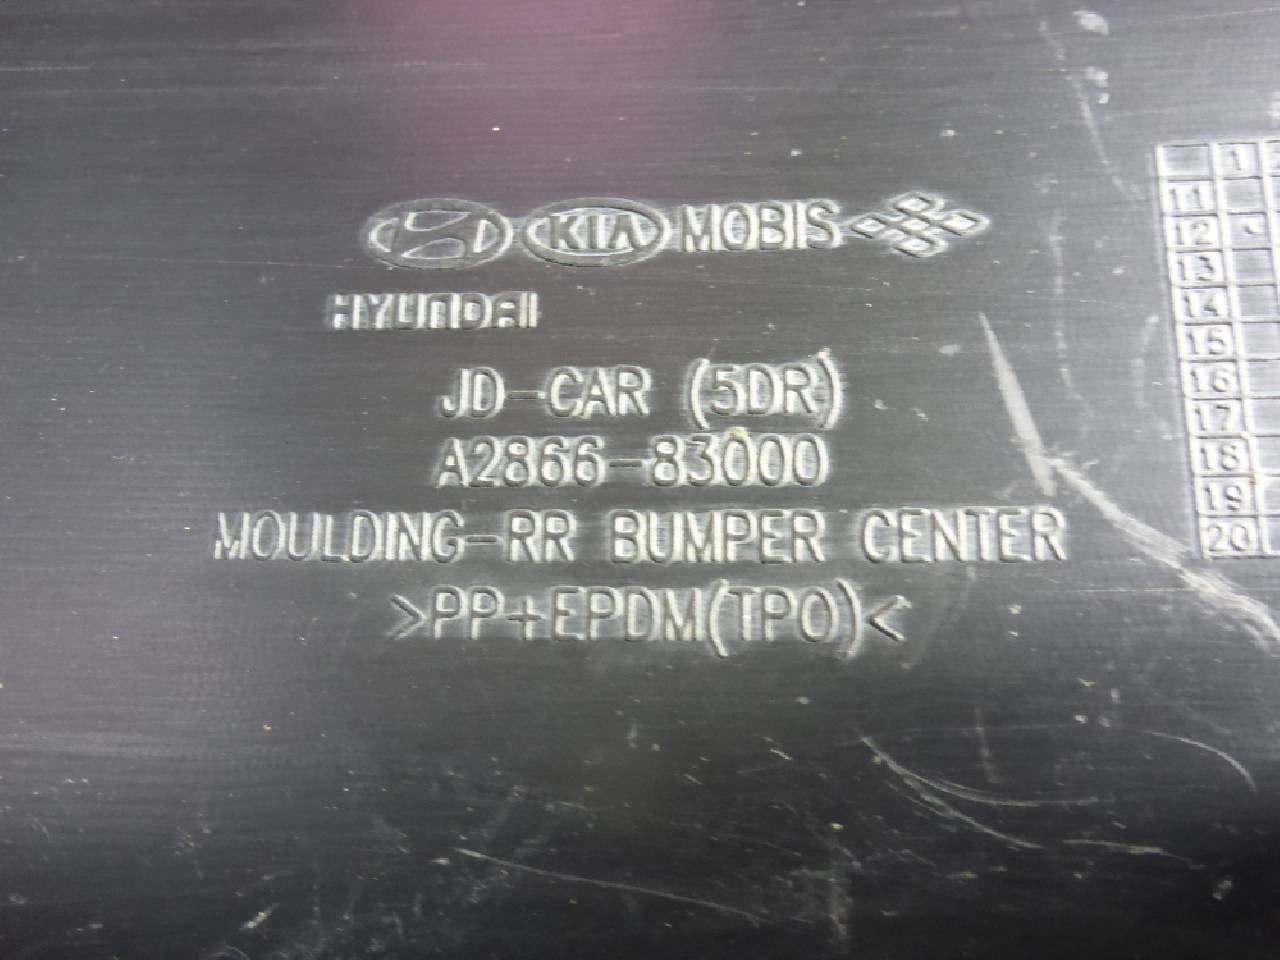 KIA MOBIS
HYUNDAI
JD-CAR (5DR)
A2866-83000
MOULDING-RR BUMPER CENTER
>PP+EPDM(TPO)<
1
11
12
13
14
15
16
17
18
19
20